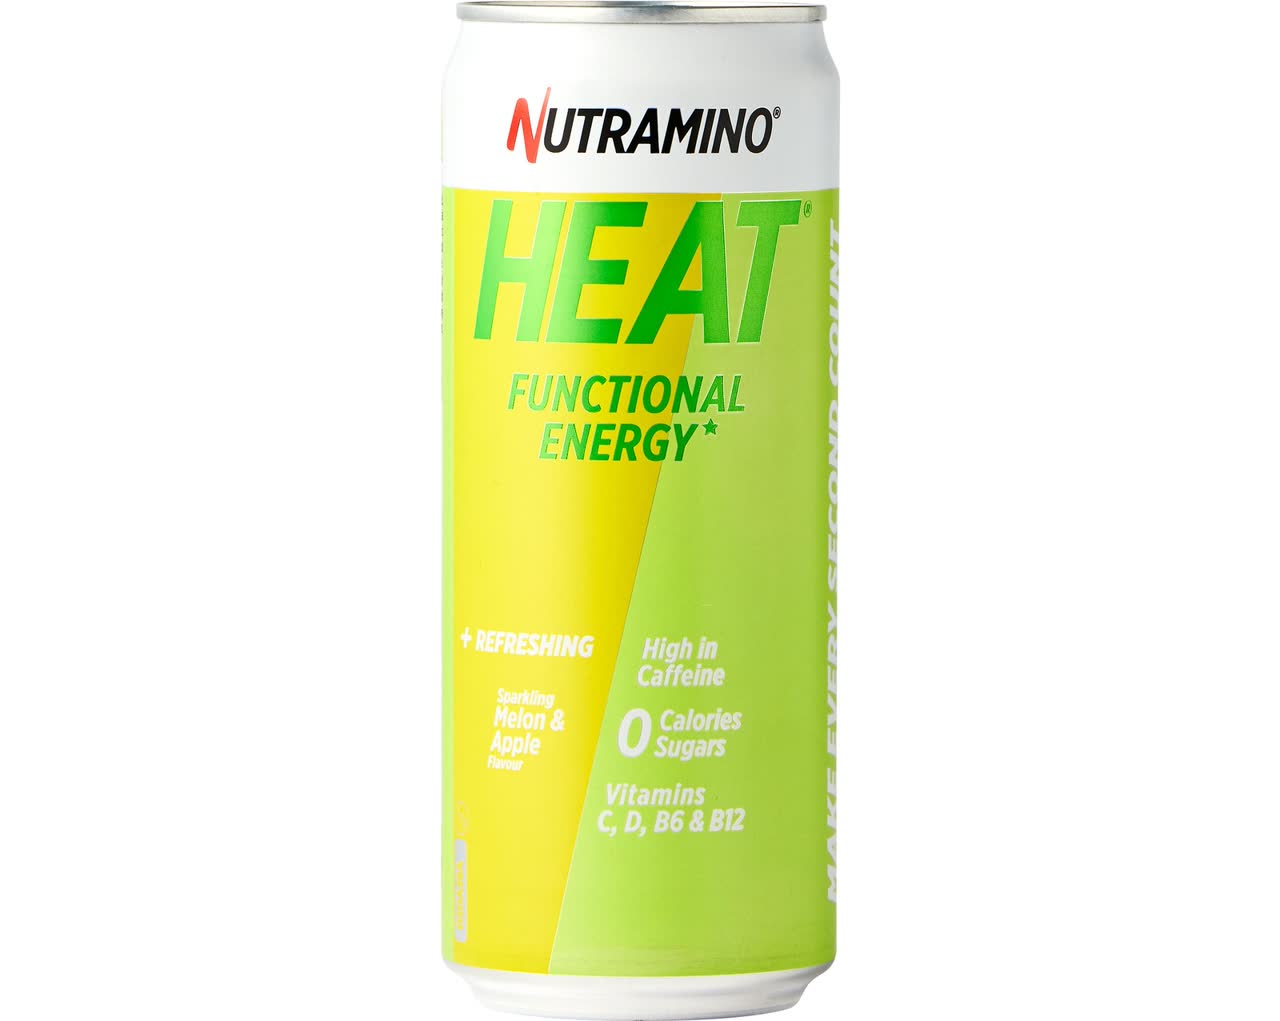 NUTRAMINO®
HEAT®
FUNCTIONAL
ENERGY*
+ REFRESHING
Sparkling
Melon &
Apple
Flavour
High in
Caffeine
0 Calories
Sugars
Vitamins
C, D, B6 & B12
MAKE EVERY SECOND COUNT